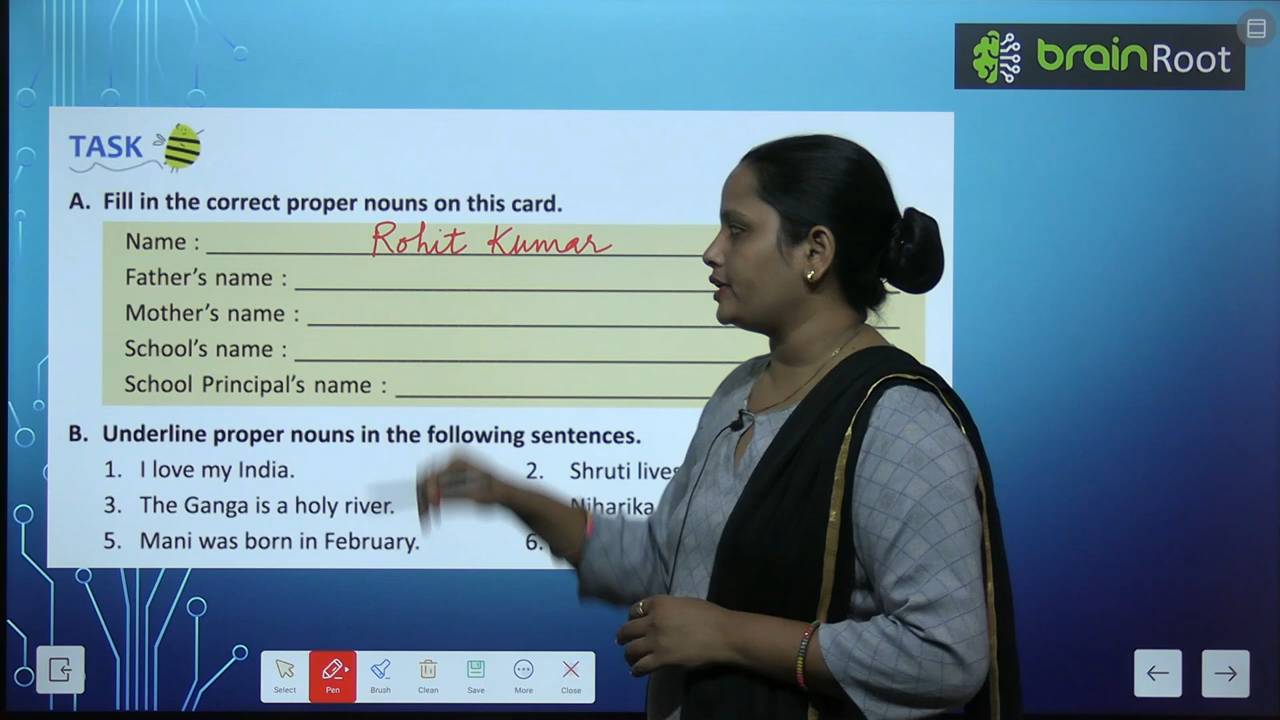 brainRoot
TASK
A. Fill in the correct proper nouns on this card.
Name : Rohit Kumar
Father's name :
Mother's name :
School's name :
School Principal's name :
B. Underline proper nouns in the following sentences.
1. I love my India. 2. Shruti lives
3. The Ganga is a holy river. Niharika
5. Mani was born in February. 6.
Select Pen Brush Clean Save More Close